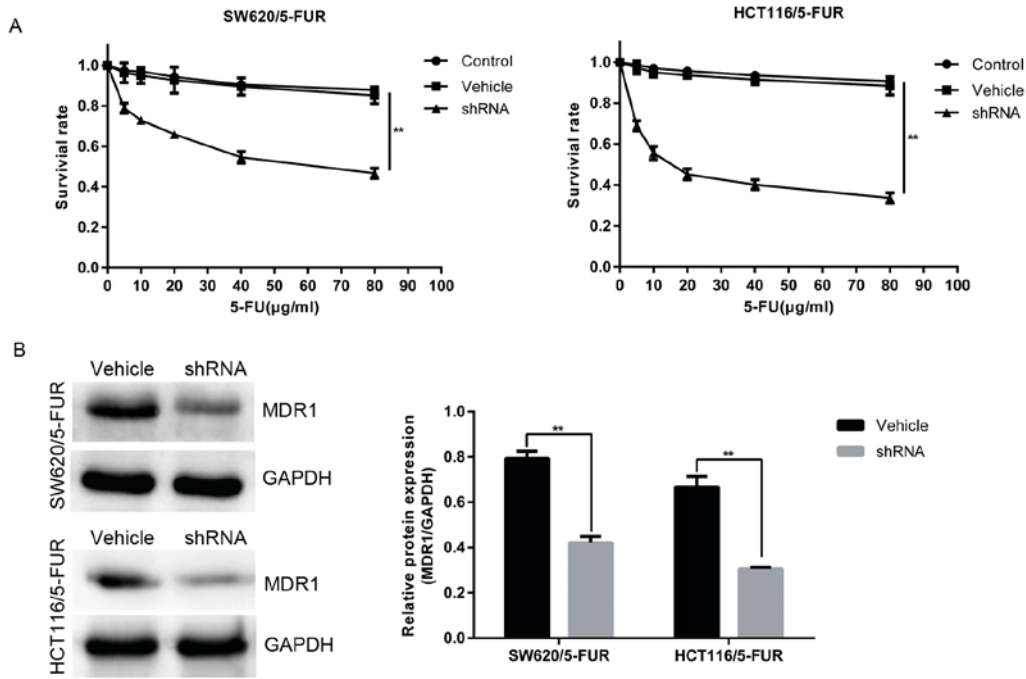 A
SW620/5-FUR
Survivial rate
1.0
0.8
0.6
0.4
0.2
0.0
0 10 20 30 40 50 60 70 80 90 100
5-FU(μg/ml)
Control
Vehicle
shRNA
**
HCT116/5-FUR
Survivial rate
1.0
0.8
0.6
0.4
0.2
0.0
0 10 20 30 40 50 60 70 80 90 100
5-FU(μg/ml)
Control
Vehicle
shRNA
**
B
SW620/5-FUR
Vehicle shRNA
MDR1
GAPDH
HCT116/5-FUR
Vehicle shRNA
MDR1
GAPDH
Relative protein expression
(MDR1/GAPDH)
1.0
0.8
0.6
0.4
0.2
0.0
**
**
SW620/5-FUR HCT116/5-FUR
Vehicle
shRNA